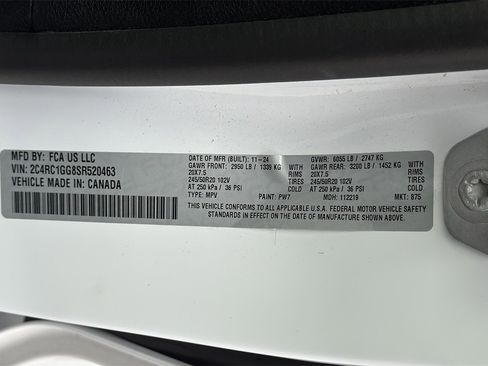 MFD BY: FCA US LLC
VIN: 2C4RC1GG8SR520463
VEHICLE MADE IN: CANADA
DATE OF MFR (BUILT): 11-24
GAWR FRONT: 2950 LB / 1339 KG WITH
20X7.5 RIMS
245/50R20 102V TIRES
AT 250 kPa / 36 PSI
TYPE: MPV PAINT: PW7
GVWR: 6055 LB / 2747 KG
GAWR REAR: 3200 LB / 1452 KG WITH
20X7.5 RIMS
245/50R20 102V TIRES
AT 250 kPa / 36 PSI
MDH: 112219 MKT: 875
THIS VEHICLE CONFORMS TO ALL APPLICABLE U.S.A. FEDERAL MOTOR VEHICLE SAFETY
STANDARDS IN EFFECT ON THE DATE OF MANUFACTURE SHOWN ABOVE